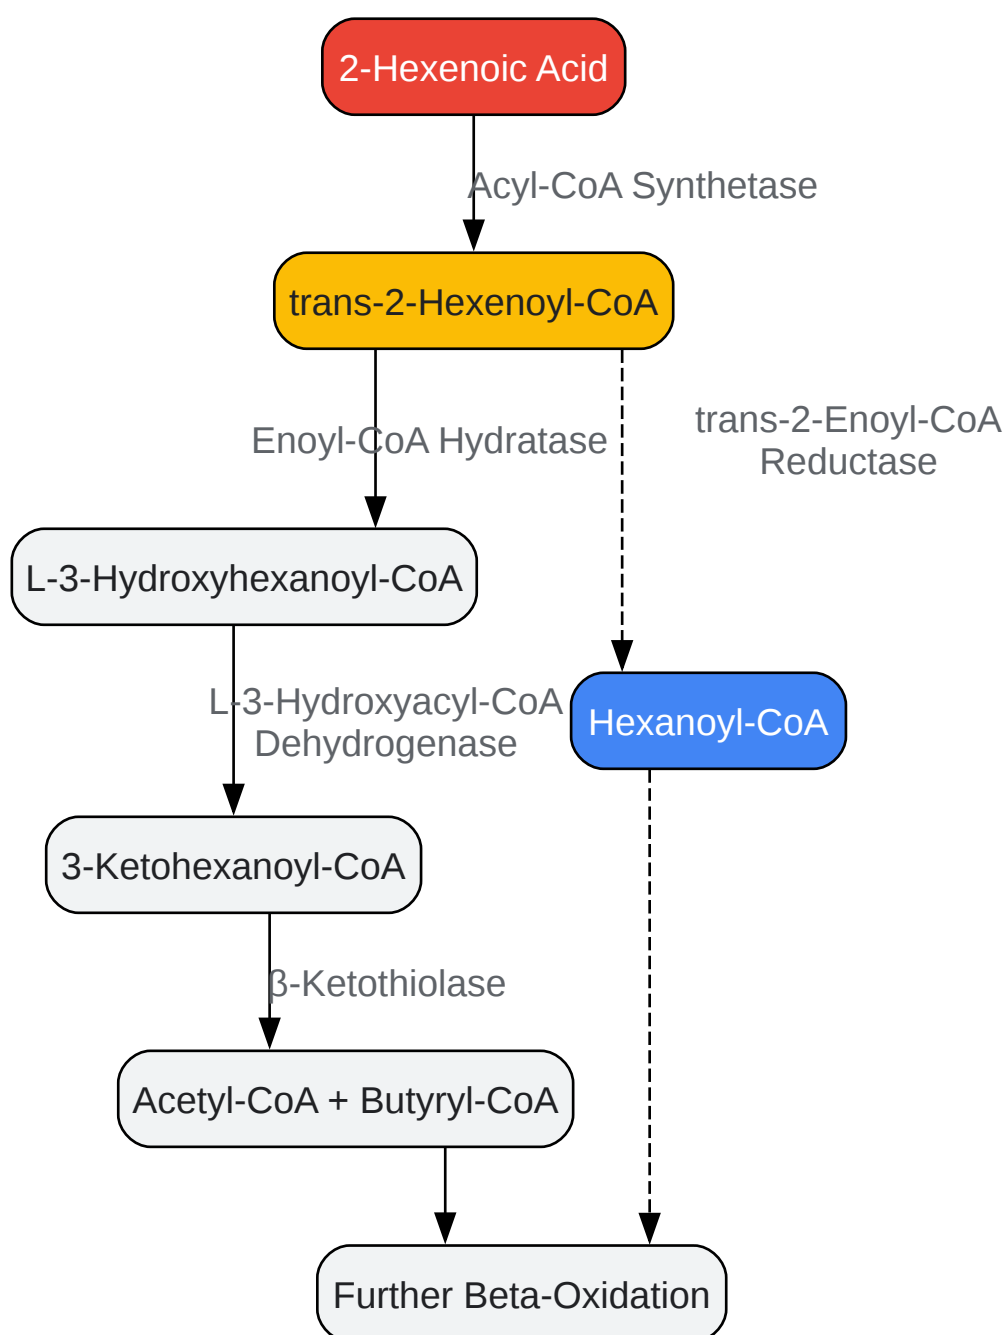 2-Hexenoic Acid
Acyl-CoA Synthetase
trans-2-Hexenoyl-CoA
Enoyl-CoA Hydratase
trans-2-Enoyl-CoA
Reductase
L-3-Hydroxyhexanoyl-CoA
L-3-Hydroxyacyl-CoA
Dehydrogenase
Hexanoyl-CoA
3-Ketohexanoyl-CoA
β-Ketothiolase
Acetyl-CoA + Butyryl-CoA
Further Beta-Oxidation